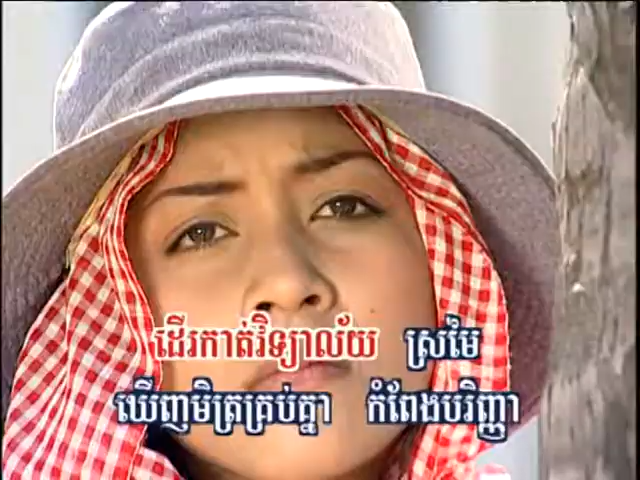 ដើរកាត់វិទ្យាល័យ ស្រមៃ
ឃើញមិត្រគ្រប់គ្នា កំពែងបរិញ្ញា